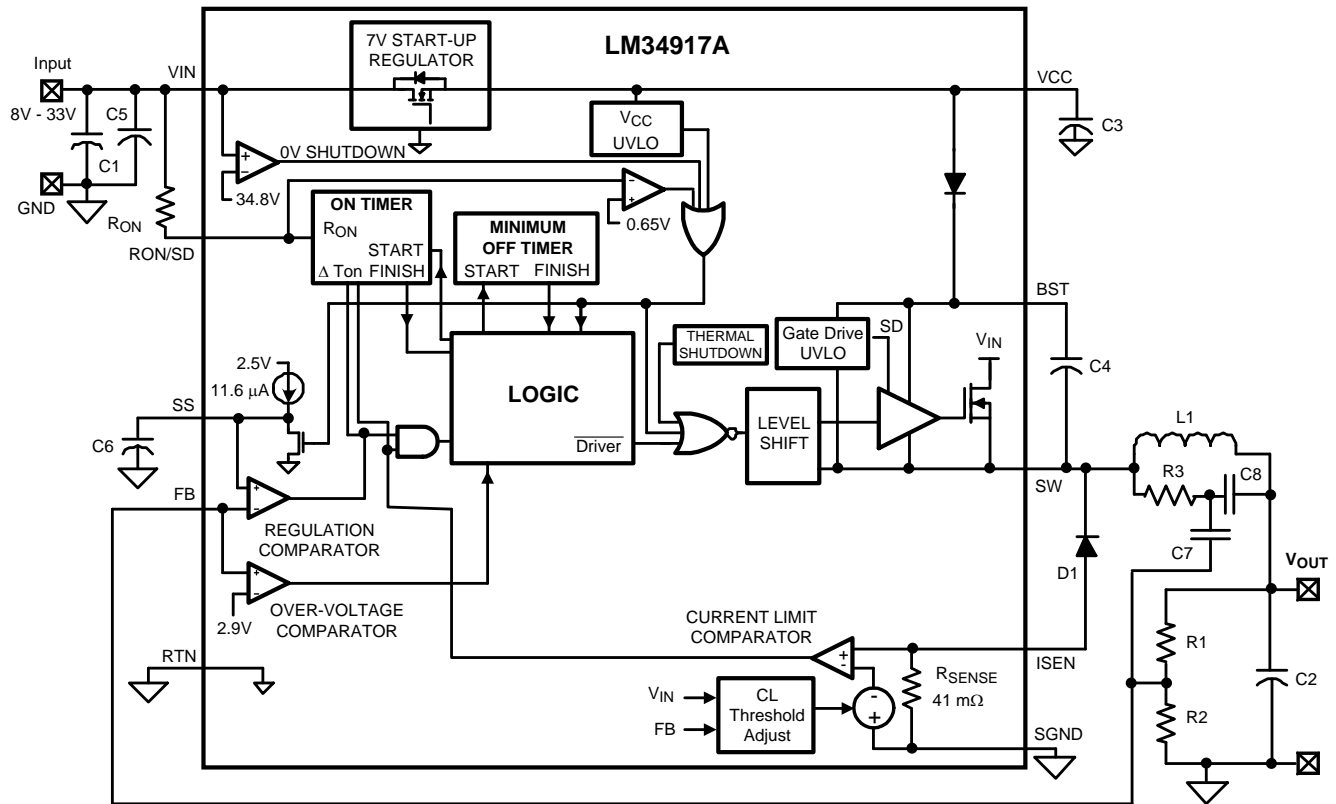 LM34917A
7V START-UP
REGULATOR
Input
VIN
VCC
8V - 33V
C5
C1
C3
VCC
UVLO
0V SHUTDOWN
34.8V
0.65V
GND
RON
RON/SD
ON TIMER
RON
START
Δ Ton FINISH
MINIMUM
OFF TIMER
START FINISH
BST
THERMAL
SHUTDOWN
Gate Drive
UVLO
SD
VIN
C4
2.5V
11.6 μA
SS
C6
LOGIC
Driver
LEVEL
SHIFT
L1
R3
C8
SW
FB
REGULATION
COMPARATOR
C7
D1
VOUT
2.9V
OVER-VOLTAGE
COMPARATOR
CURRENT LIMIT
COMPARATOR
RTN
ISEN
R1
RSENSE
41 mΩ
C2
VIN
FB
CL
Threshold
Adjust
R2
SGND